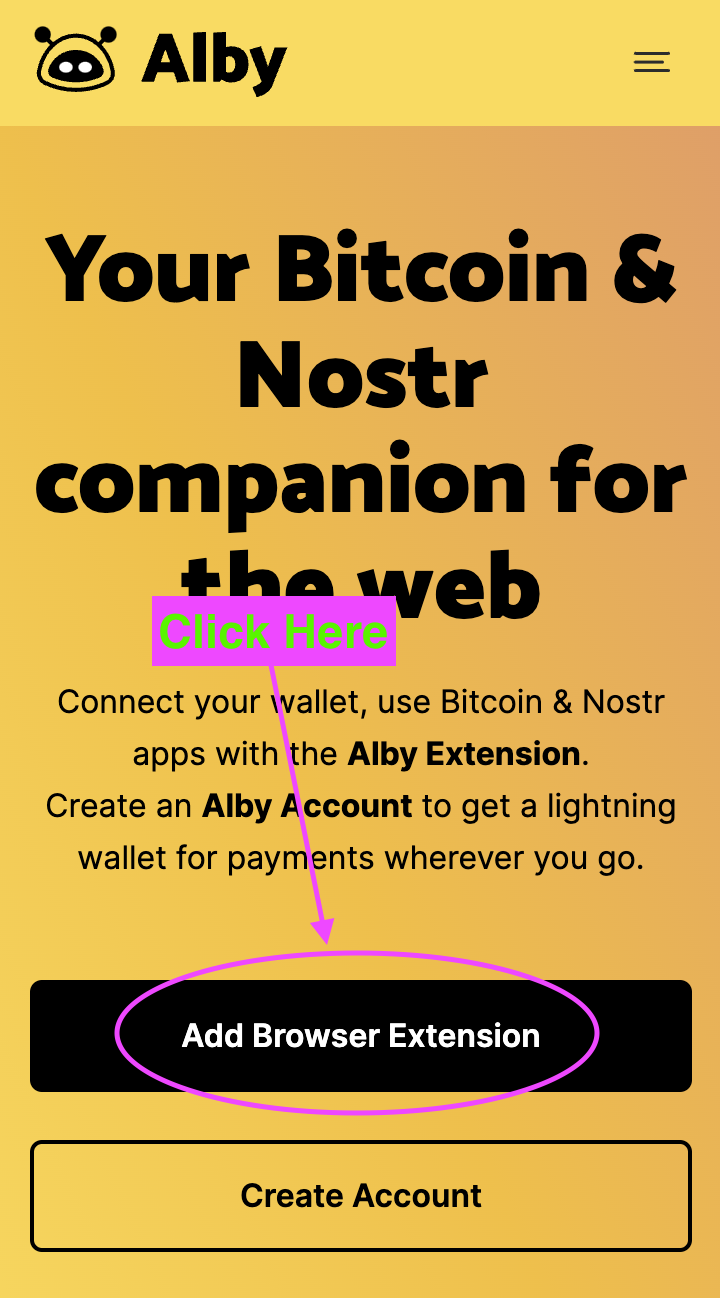 Alby
Your Bitcoin &
Nostr
companion for
the web
Click Here
Connect your wallet, use Bitcoin & Nostr
apps with the Alby Extension.
Create an Alby Account to get a lightning
wallet for payments wherever you go.
Add Browser Extension
Create Account